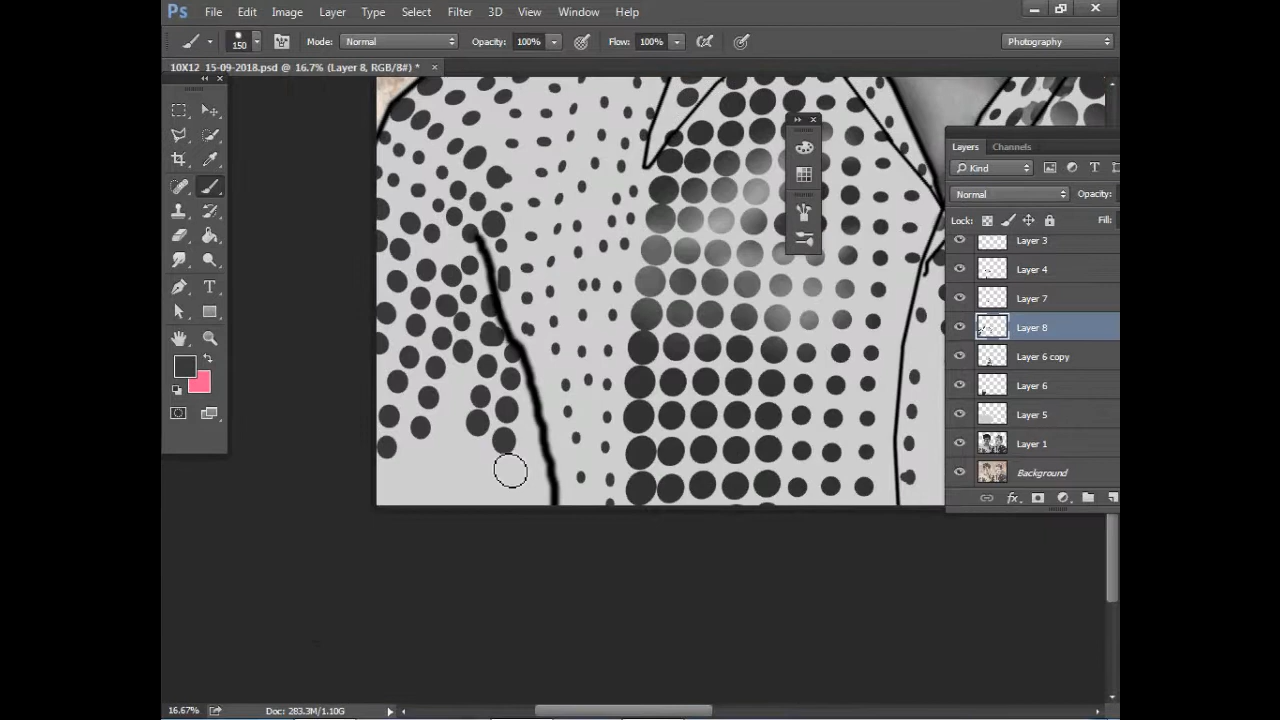 Ps File Edit Image Layer Type Select Filter 3D View Window Help
150 Mode: Normal Opacity: 100% Flow: 100% Photography
10X12 15-09-2018.psd @ 16.7% (Layer 8, RGB/8#) *
Layers Channels
Kind
Normal Opacity:
Lock: Fill:
Layer 3
Layer 4
Layer 7
Layer 8
Layer 6 copy
Layer 6
Layer 5
Layer 1
Background
16.67% Doc: 283.3M/1.10G